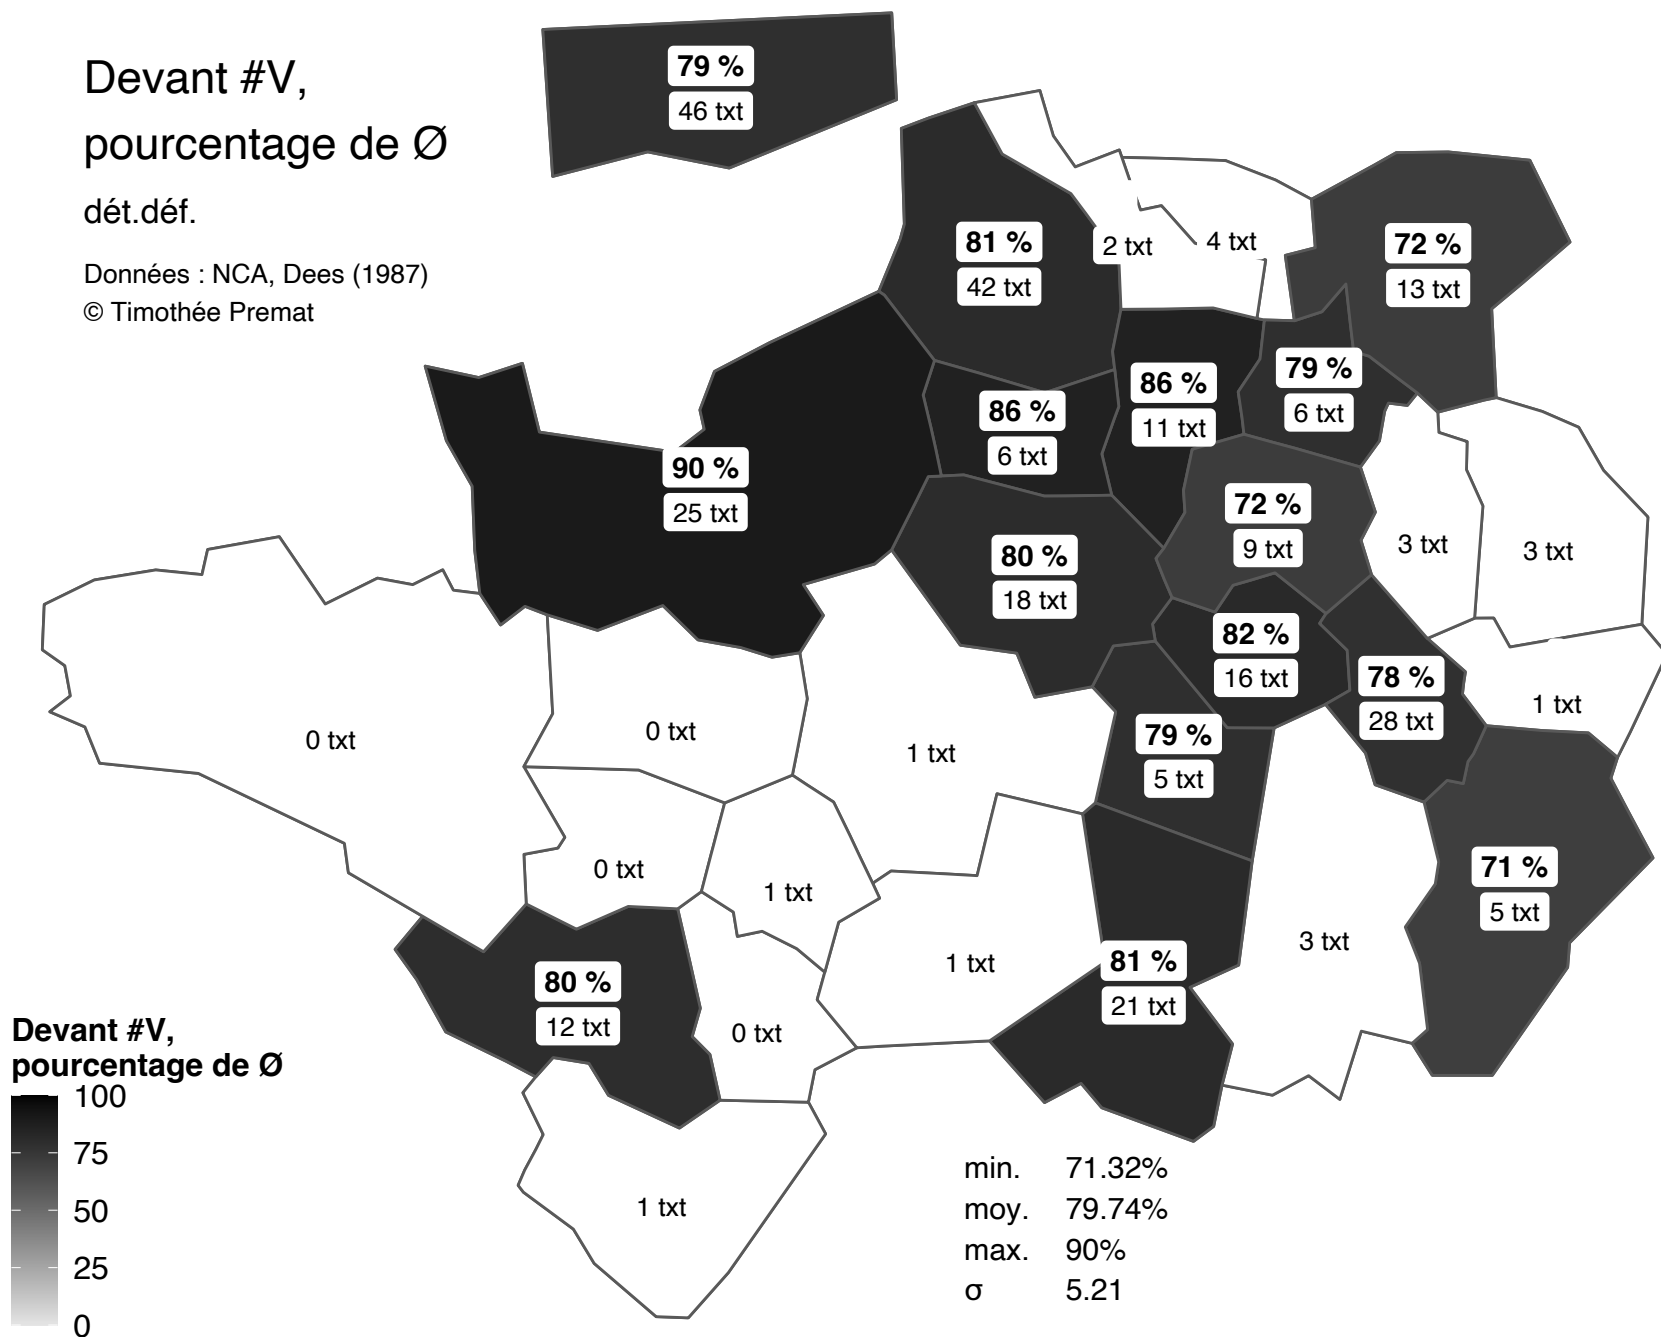 Devant #V,
pourcentage de Ø
dét.déf.
Données : NCA, Dees (1987)
© Timothée Premat
79 %
46 txt
81 %
42 txt
2 txt
4 txt
72 %
13 txt
79 %
6 txt
86 %
11 txt
86 %
6 txt
90 %
25 txt
72 %
9 txt
80 %
18 txt
3 txt
3 txt
82 %
16 txt
78 %
28 txt
1 txt
79 %
5 txt
0 txt
0 txt
1 txt
0 txt
1 txt
71 %
5 txt
3 txt
1 txt
81 %
21 txt
80 %
12 txt
0 txt
1 txt
Devant #V,
pourcentage de Ø
100
75
50
25
0
min. 71.32%
moy. 79.74%
max. 90%
σ 5.21